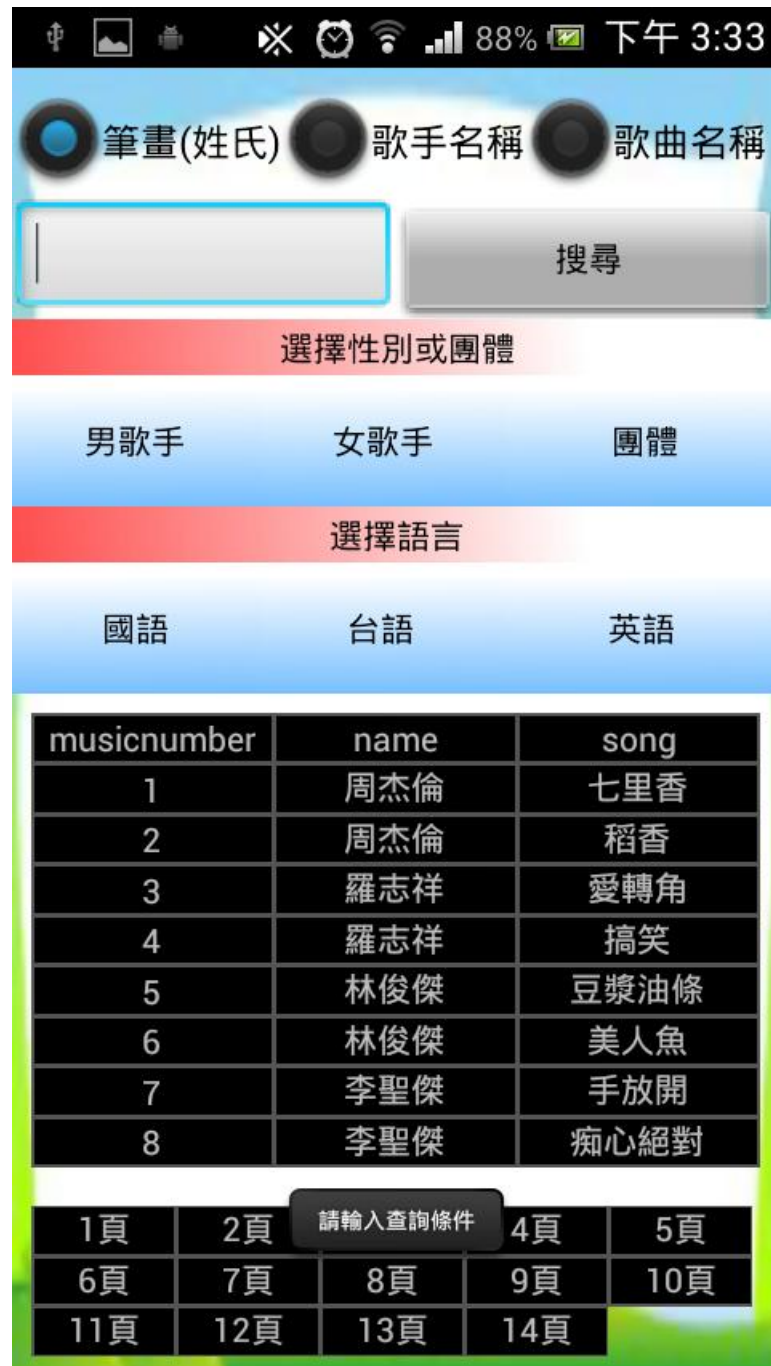 88% 下午 3:33
筆畫(姓氏) 歌手名稱 歌曲名稱
搜尋
選擇性別或團體
男歌手 女歌手 團體
選擇語言
國語 台語 英語
musicnumber name song
1 周杰倫 七里香
2 周杰倫 稻香
3 羅志祥 愛轉角
4 羅志祥 搞笑
5 林俊傑 豆漿油條
6 林俊傑 美人魚
7 李聖傑 手放開
8 李聖傑 痴心絕對
請輸入查詢條件
1頁 2頁 4頁 5頁
6頁 7頁 8頁 9頁 10頁
11頁 12頁 13頁 14頁